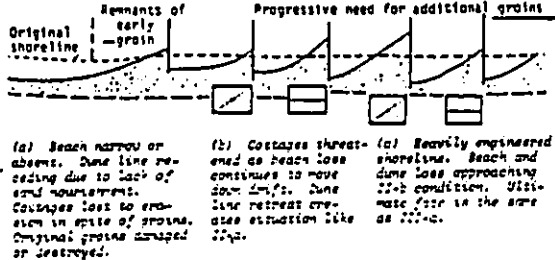 Remnants of
early
groin
Progressive need for additional groins
Original
shoreline
(a) Beach narrow or
absent. Dune line re-
ceding due to lack of
sand nourishment.
Cottages lost to ero-
sion in spite of groins.
Original groins damaged
or destroyed.
(b) Cottages threat-
ened as beach loss
continues to move
down drift. Dune
line retreat cre-
ates situation like
(a) Heavily engineered
shoreline. Beach and
dune loss approaching
condition. Ulti-
mate fate is the same
as